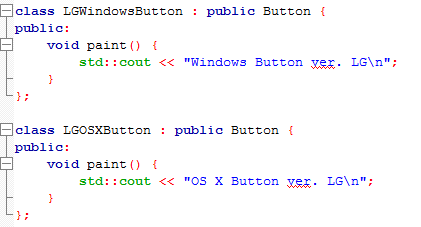 class LGWindowsButton : public Button {
public:
    void paint() {
        std::cout << "Windows Button ver. LG\n";
    }
};

class LGOSXButton : public Button {
public:
    void paint() {
        std::cout << "OS X Button ver. LG\n";
    }
};